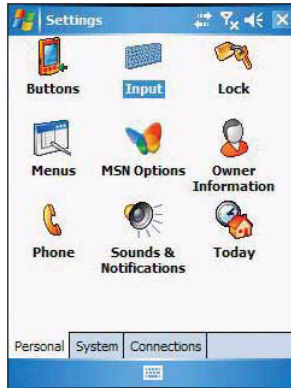 Settings
Buttons
Input
Lock
Menus
MSN Options
Owner
Information
Phone
Sounds &
Notifications
Today
Personal
System
Connections